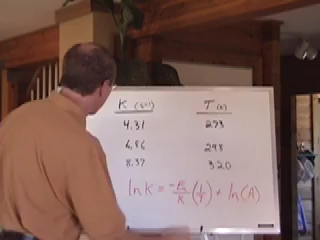 K (s-1) T (K)
4.31 273
6.86 298
8.37 320
ln K = -Ea/R (1/T) + ln(A)